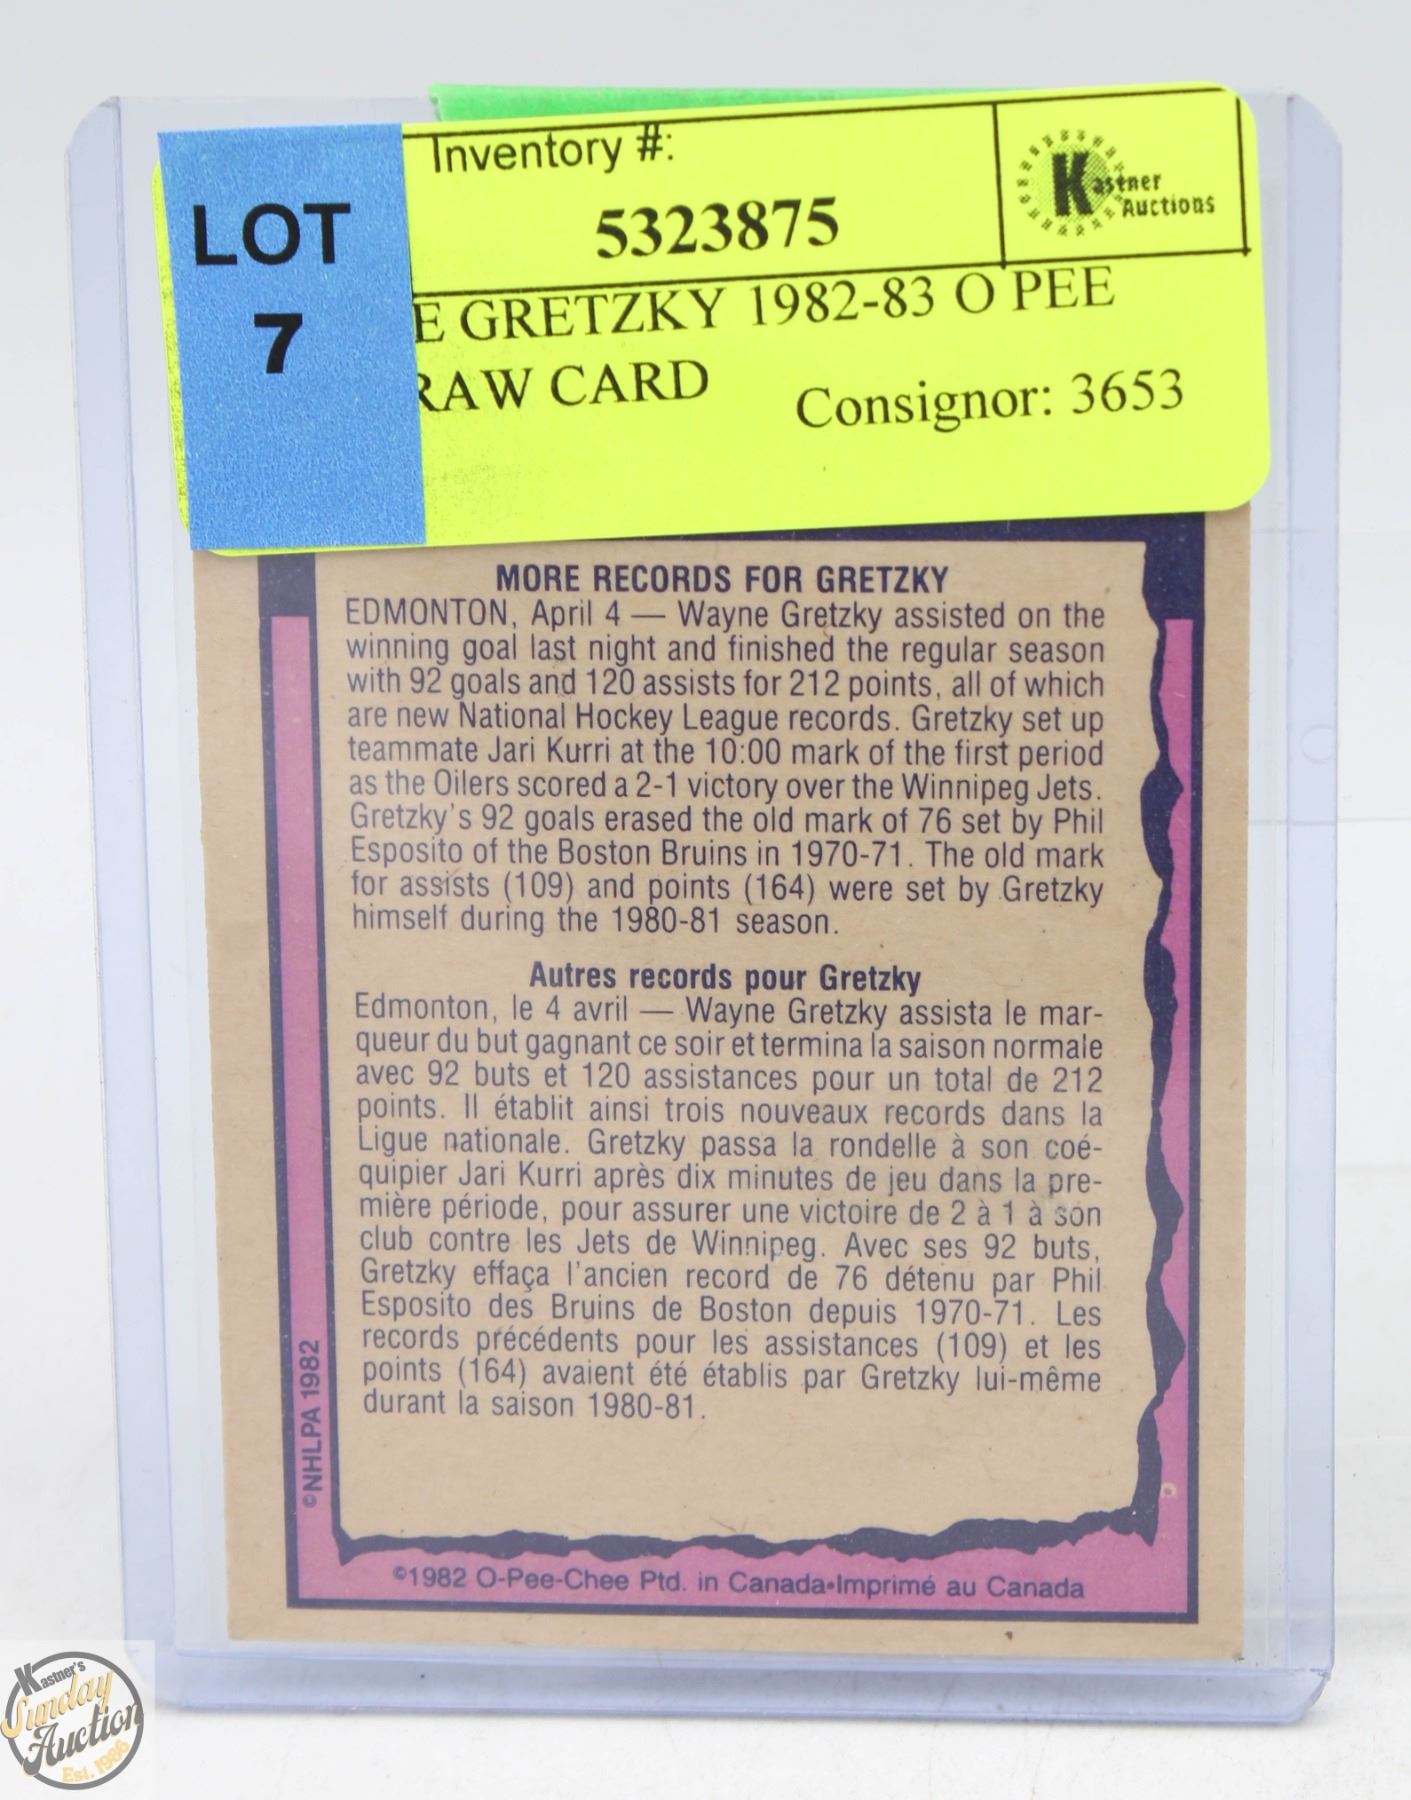 LOT
7
Inventory #:
5323875
Kastner
Auctions
E GRETZKY 1982-83 O PEE
RAW CARD
Consignor: 3653
MORE RECORDS FOR GRETZKY
EDMONTON, April 4 — Wayne Gretzky assisted on the
winning goal last night and finished the regular season
with 92 goals and 120 assists for 212 points, all of which
are new National Hockey League records. Gretzky set up
teammate Jari Kurri at the 10:00 mark of the first period
as the Oilers scored a 2-1 victory over the Winnipeg Jets.
Gretzky's 92 goals erased the old mark of 76 set by Phil
Esposito of the Boston Bruins in 1970-71. The old mark
for assists (109) and points (164) were set by Gretzky
himself during the 1980-81 season.
Autres records pour Gretzky
Edmonton, le 4 avril — Wayne Gretzky assista le mar-
queur du but gagnant ce soir et termina la saison normale
avec 92 buts et 120 assistances pour un total de 212
points. Il établit ainsi trois nouveaux records dans la
Ligue nationale. Gretzky passa la rondelle à son coé-
quipier Jari Kurri après dix minutes de jeu dans la pre-
mière période, pour assurer une victoire de 2 à 1 à son
club contre les Jets de Winnipeg. Avec ses 92 buts,
Gretzky effaça l'ancien record de 76 détenu par Phil
Esposito des Bruins de Boston depuis 1970-71. Les
records précédents pour les assistances (109) et les
points (164) avaient été établis par Gretzky lui-même
durant la saison 1980-81.
©NHLPA 1982
©1982 O-Pee-Chee Ptd. in Canada•Imprimé au Canada
Kastner's
Sunday
Auction
Est. 1986